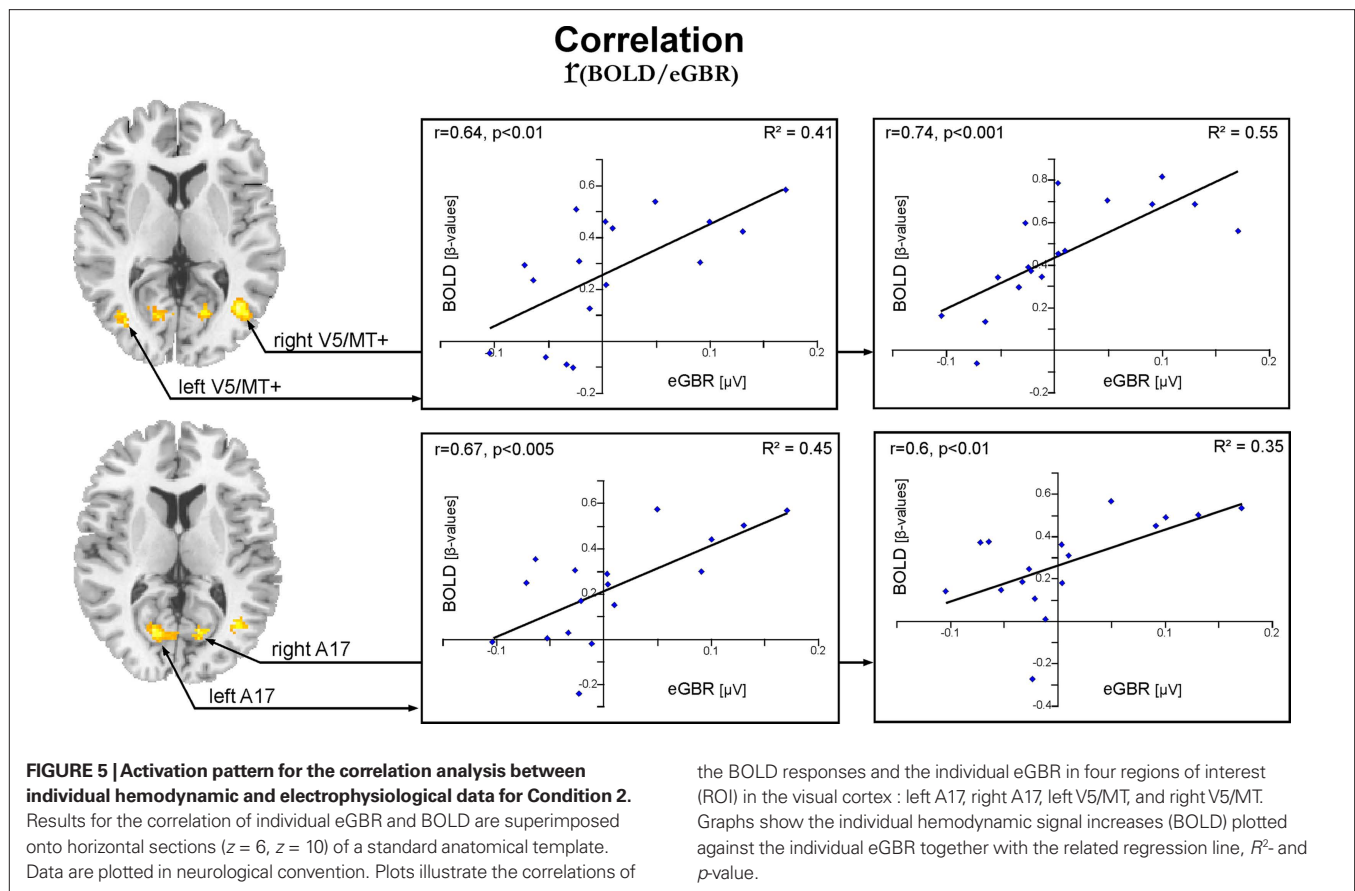 Correlation
r(BOLD/eGBR)
right V5/MT+
left V5/MT+
r=0.64, p<0.01
R² = 0.41
BOLD [β-values]
0.6
0.4
0.2
-0.2
-0.1
0.1
0.2
eGBR [µV]
r=0.74, p<0.001
R² = 0.55
BOLD [β-values]
0.8
0.6
0.4
0.2
-0.2
-0.1
0.1
0.2
eGBR [µV]
right A17
left A17
r=0.67, p<0.005
R² = 0.45
BOLD [β-values]
0.6
0.4
0.2
-0.2
-0.1
0.1
0.2
eGBR [µV]
r=0.6, p<0.01
R² = 0.35
BOLD [β-values]
0.6
0.4
0.2
-0.2
-0.4
-0.1
0.1
0.2
eGBR [µV]
FIGURE 5 | Activation pattern for the correlation analysis between
individual hemodynamic and electrophysiological data for Condition 2.
Results for the correlation of individual eGBR and BOLD are superimposed
onto horizontal sections (z = 6, z = 10) of a standard anatomical template.
Data are plotted in neurological convention. Plots illustrate the correlations of
the BOLD responses and the individual eGBR in four regions of interest
(ROI) in the visual cortex : left A17, right A17, left V5/MT, and right V5/MT.
Graphs show the individual hemodynamic signal increases (BOLD) plotted
against the individual eGBR together with the related regression line, R²- and
p-value.